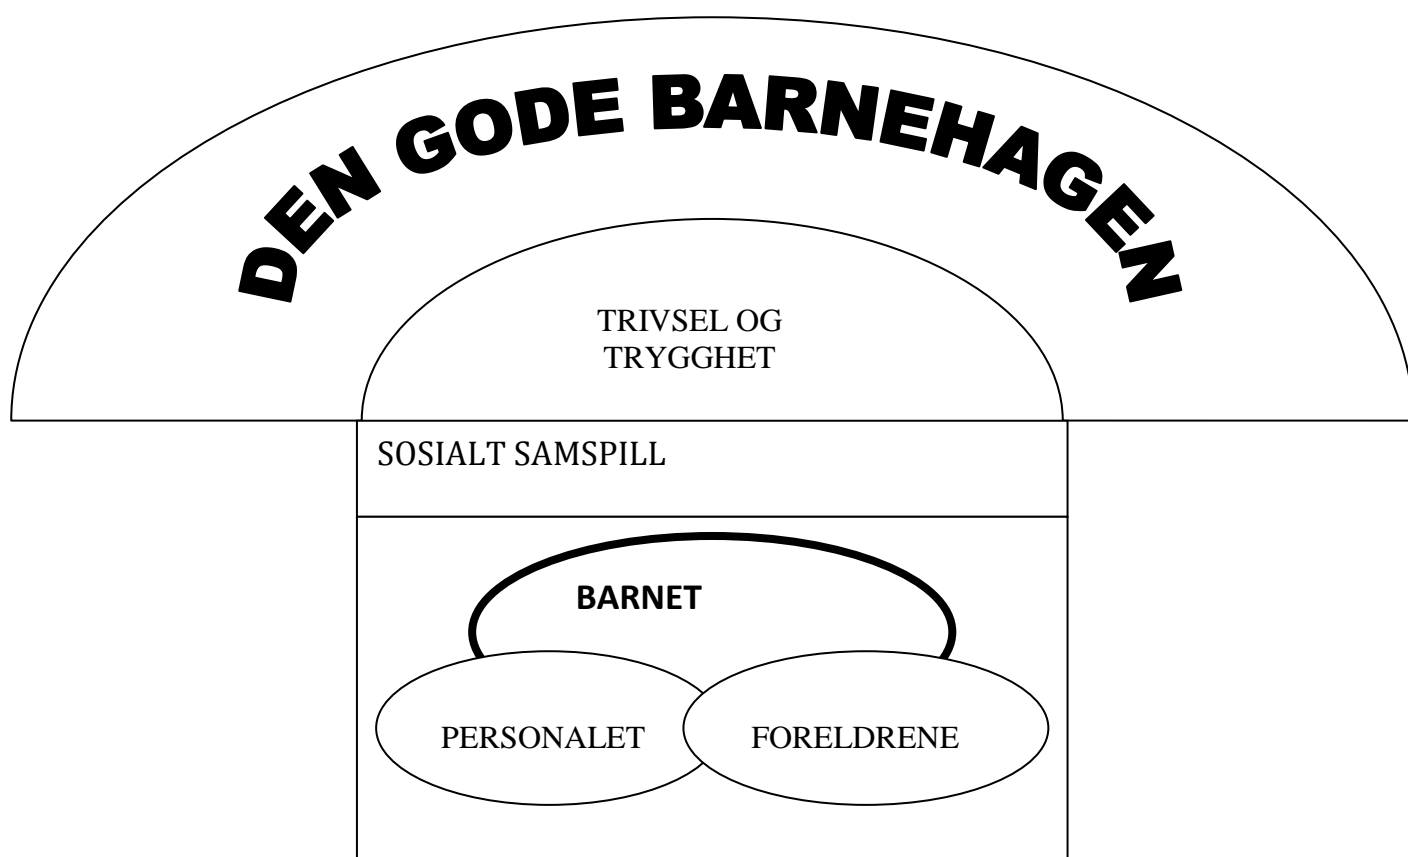 DEN GODE BARNEHAGEN
TRIVSEL OG
TRYGGHET
SOSIALT SAMSPILL
BARNET
PERSONALET
FORELDRENE